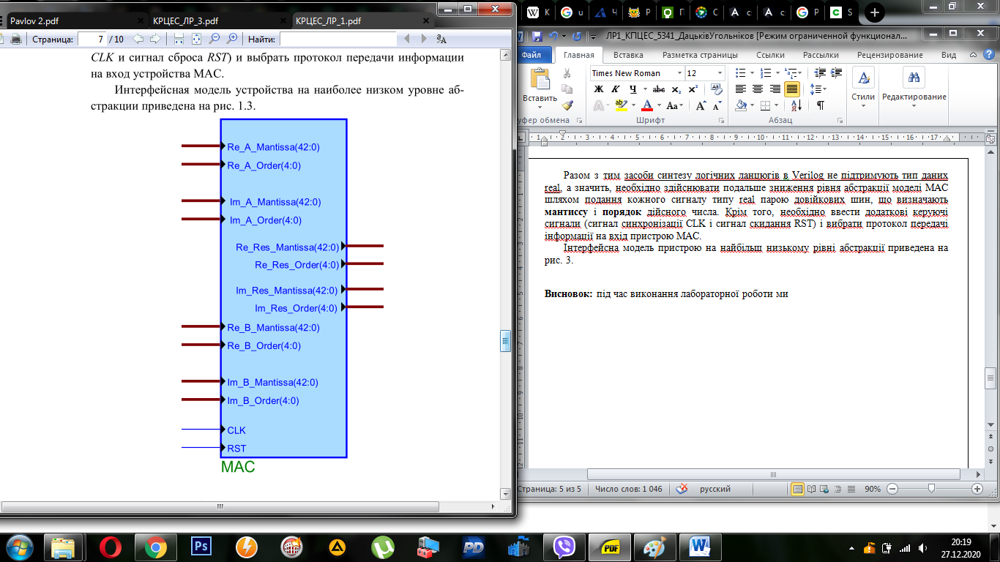 Pavlov 2.pdf
КРЦЕС_ЛР_3.pdf
КРЦЕС_ЛР_1.pdf
Страница: 7 / 10
Найти:
CLK и сигнал сброса RST) и выбрать протокол передачи информации
на вход устройства MAC.
Интерфейсная модель устройства на наиболее низком уровне аб-
стракции приведена на рис. 1.3.
Re_A_Mantissa(42:0)
Re_A_Order(4:0)
Im_A_Mantissa(42:0)
Im_A_Order(4:0)
Re_Res_Mantissa(42:0)
Re_Res_Order(4:0)
Im_Res_Mantissa(42:0)
Im_Res_Order(4:0)
Re_B_Mantissa(42:0)
Re_B_Order(4:0)
Im_B_Mantissa(42:0)
Im_B_Order(4:0)
CLK
RST
MAC
ЛР1_КПЦЕС_5341_ДацьківУгольніков [Режим ограниченной функционал...
Файл
Главная
Вставка
Разметка страницы
Ссылки
Рассылки
Рецензирование
Вид
Times New Roman
12
Вставить
Стили
Редактирование
уфер обмена
Шрифт
Абзац
Разом з тим засоби синтезу логічних ланцюгів в Verilog не підтримують тип даних
real, а значить, необхідно здійснювати подальше зниження рівня абстракції моделі MAC
шляхом подання кожного сигналу типу real парою довійкових шин, що визначають
мантиссу і порядок дійсного числа. Крім того, необхідно ввести додаткові керуючі
сигнали (сигнал синхронізації CLK і сигнал скидання RST) і вибрати протокол передачі
інформації на вхід пристрою MAC.
Інтерфейсна модель пристрою на найбільш низькому рівні абстракції приведена на
рис. 3.
Висновок: під час виконання лабораторної роботи ми
Страница: 5 из 5
Число слов: 1 046
русский
90%
20:19
27.12.2020